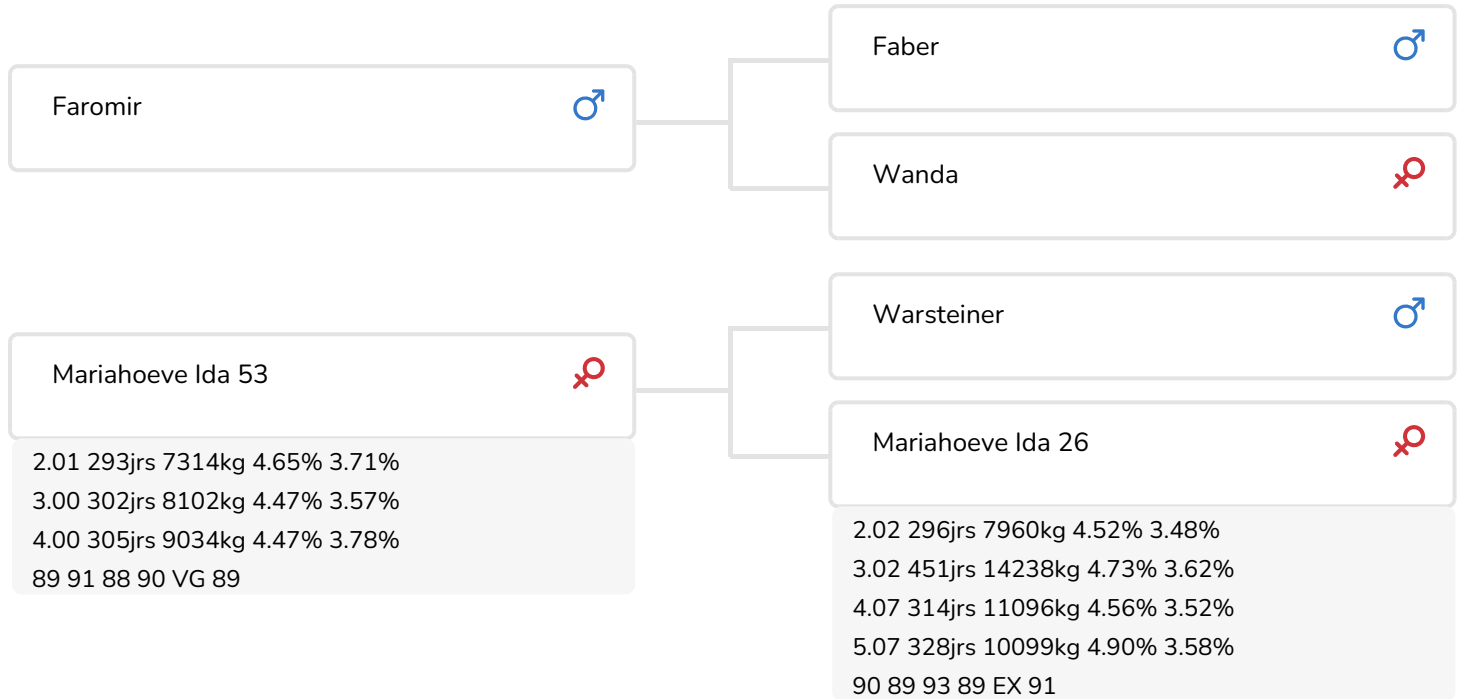 Faromir
Faber
Wanda
Mariahoeve Ida 53
2.01 293jrs 7314kg 4.65% 3.71%
3.00 302jrs 8102kg 4.47% 3.57%
4.00 305jrs 9034kg 4.47% 3.78%
89 91 88 90 VG 89
Warsteiner
Mariahoeve Ida 26
2.02 296jrs 7960kg 4.52% 3.48%
3.02 451jrs 14238kg 4.73% 3.62%
4.07 314jrs 11096kg 4.56% 3.52%
5.07 328jrs 10099kg 4.90% 3.58%
90 89 93 89 EX 91